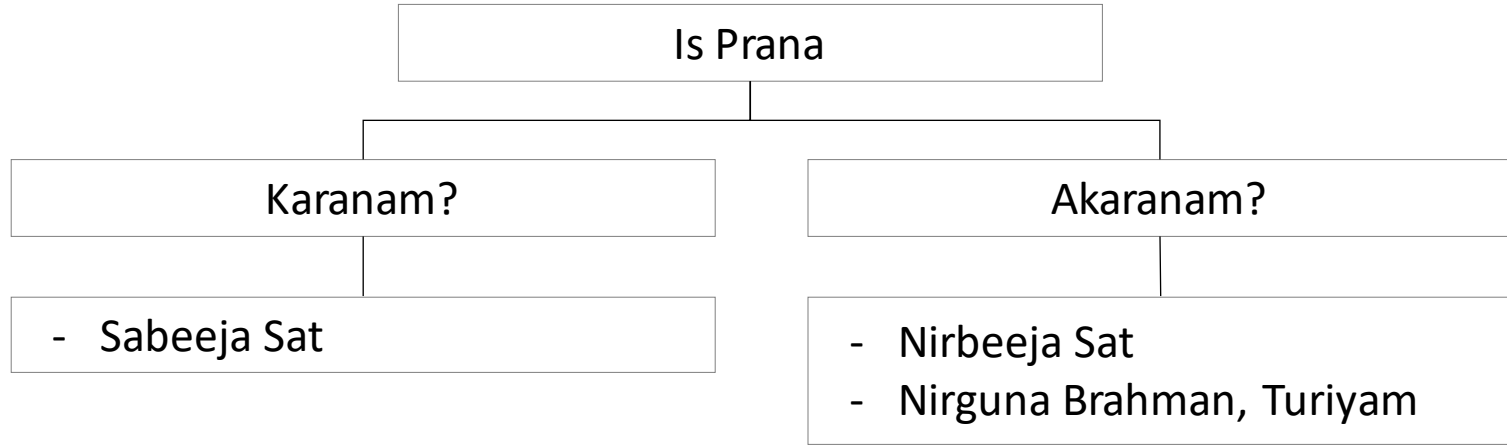 Is Prana
Karanam?
Akaranam?
- Sabeeja Sat
- Nirbeeja Sat
- Nirguna Brahman, Turiyam